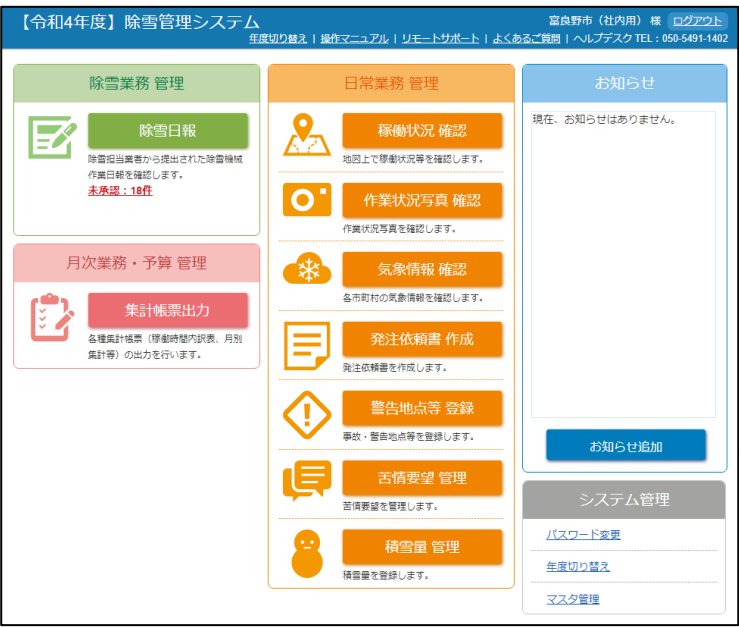 【令和4年度】除雪管理システム
富良野市（社内用） 様 ログアウト
年度切り替え | 操作マニュアル | リモートサポート | よくあるご質問 | ヘルプデスク TEL：050-5491-1402
除雪業務 管理
除雪日報
除雪担当業者から提出された除雪機械
作業日報を確認します。
未承認：18件
月次業務・予算 管理
集計帳票出力
各種集計帳票（稼働時間内訳表、月別
集計等）の出力を行います。
日常業務 管理
稼働状況 確認
地図上で稼働状況等を確認します。
作業状況写真 確認
作業状況写真を確認します。
気象情報 確認
各市町村の気象情報を確認します。
発注依頼書 作成
発注依頼書を作成します。
警告地点等 登録
事故・警告地点等を登録します。
苦情要望 管理
苦情要望を管理します。
積雪量 管理
積雪量を登録します。
お知らせ
現在、お知らせはありません。
お知らせ追加
システム管理
パスワード変更
年度切り替え
マスタ管理